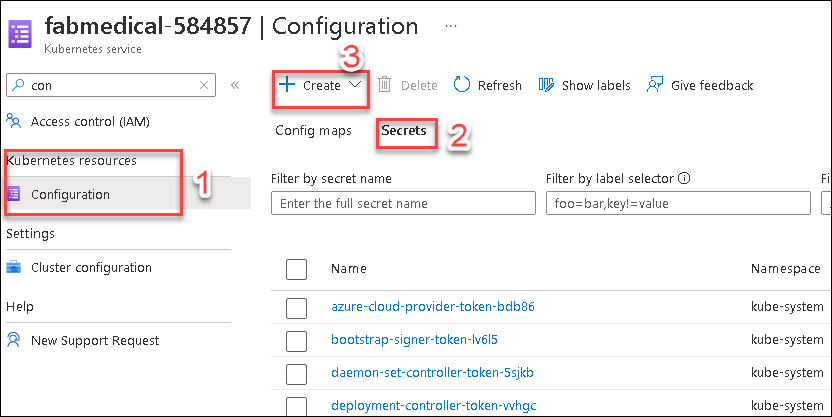 fabmedical-584857 | Configuration ...
Kubernetes service
con
Access control (IAM)
Kubernetes resources
1
Configuration
Settings
Cluster configuration
Help
New Support Request
3
Create
Delete
Refresh
Show labels
Give feedback
Config maps
Secrets
2
Filter by secret name
Enter the full secret name
Filter by label selector
foo=bar,key!=value
Fi
Name
Namespace
azure-cloud-provider-token-bdb86
kube-system
bootstrap-signer-token-lv6l5
kube-system
daemon-set-controller-token-5sjkb
kube-system
deployment-controller-token-vvhgc
kube-system